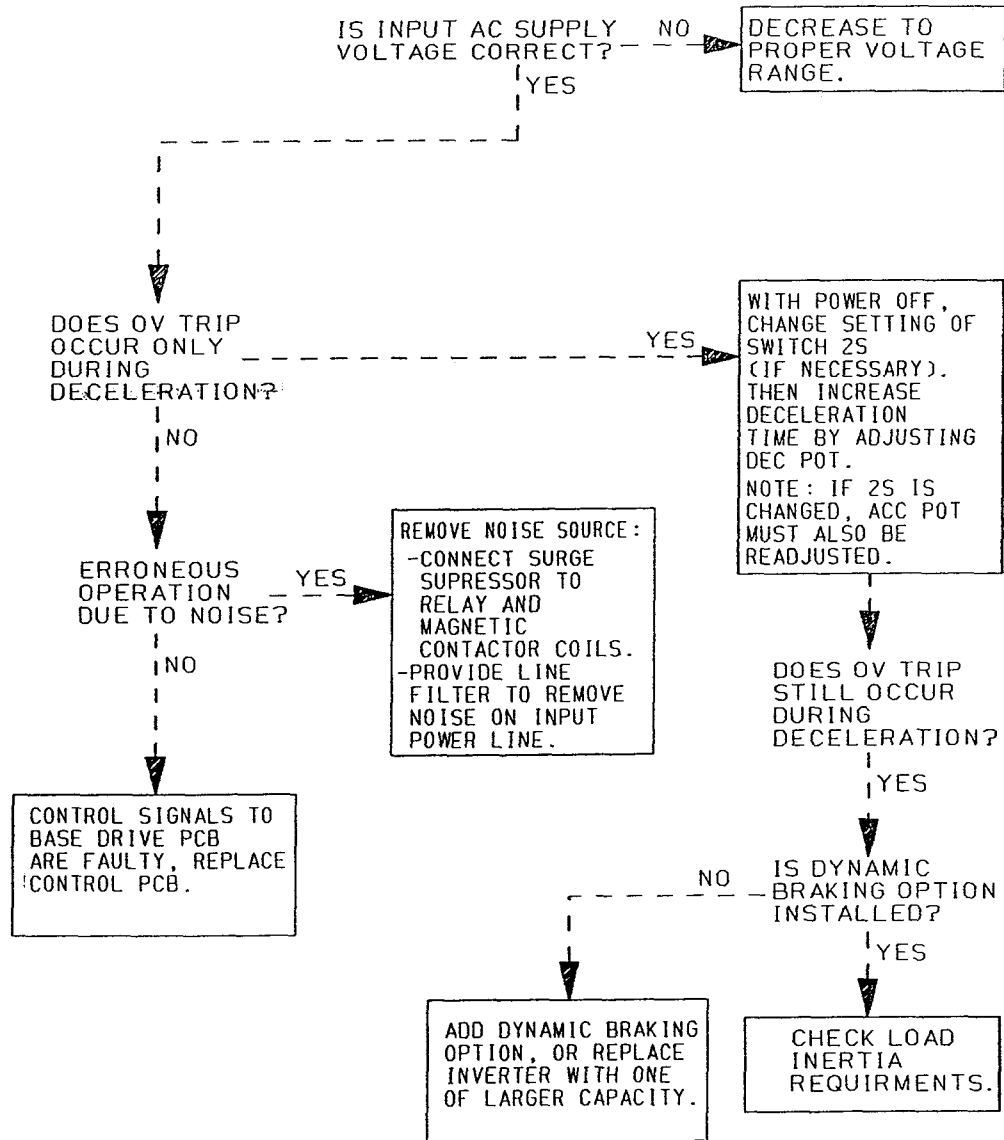 IS INPUT AC SUPPLY
VOLTAGE CORRECT?
NO
DECREASE TO
PROPER VOLTAGE
RANGE.
YES
DOES OV TRIP
OCCUR ONLY
DURING
DECELERATION?
YES
WITH POWER OFF,
CHANGE SETTING OF
SWITCH 2S
(IF NECESSARY).
THEN INCREASE
DECELERATION
TIME BY ADJUSTING
DEC POT.
NOTE: IF 2S IS
CHANGED, ACC POT
MUST ALSO BE
READJUSTED.
NO
ERRONEOUS
OPERATION
DUE TO NOISE?
YES
REMOVE NOISE SOURCE:
-CONNECT SURGE
SUPRESSOR TO
RELAY AND
MAGNETIC
CONTACTOR COILS.
-PROVIDE LINE
FILTER TO REMOVE
NOISE ON INPUT
POWER LINE.
NO
DOES OV TRIP
STILL OCCUR
DURING
DECELERATION?
YES
CONTROL SIGNALS TO
BASE DRIVE PCB
ARE FAULTY, REPLACE
CONTROL PCB.
IS DYNAMIC
BRAKING OPTION
INSTALLED?
NO
YES
ADD DYNAMIC BRAKING
OPTION, OR REPLACE
INVERTER WITH ONE
OF LARGER CAPACITY.
CHECK LOAD
INERTIA
REQUIRMENTS.